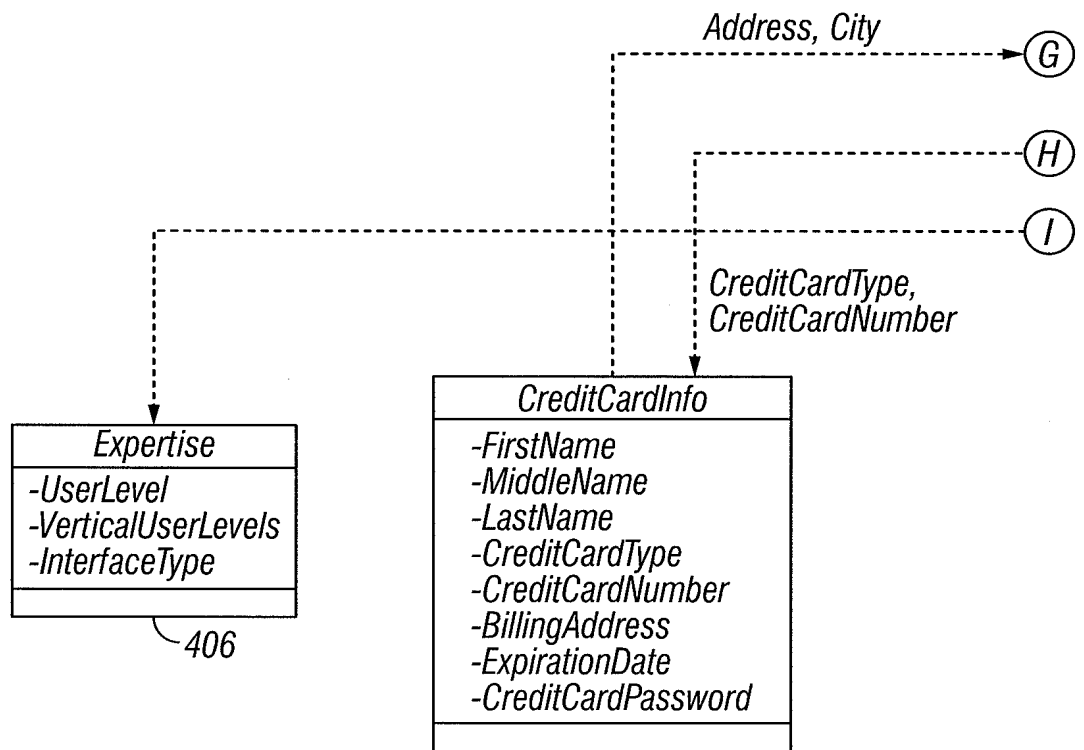 Address, City
G
H
I
CreditCardType,
CreditCardNumber
Expertise
-UserLevel
-VerticalUserLevels
-InterfaceType
406
CreditCardInfo
-FirstName
-MiddleName
-LastName
-CreditCardType
-CreditCardNumber
-BillingAddress
-ExpirationDate
-CreditCardPassword